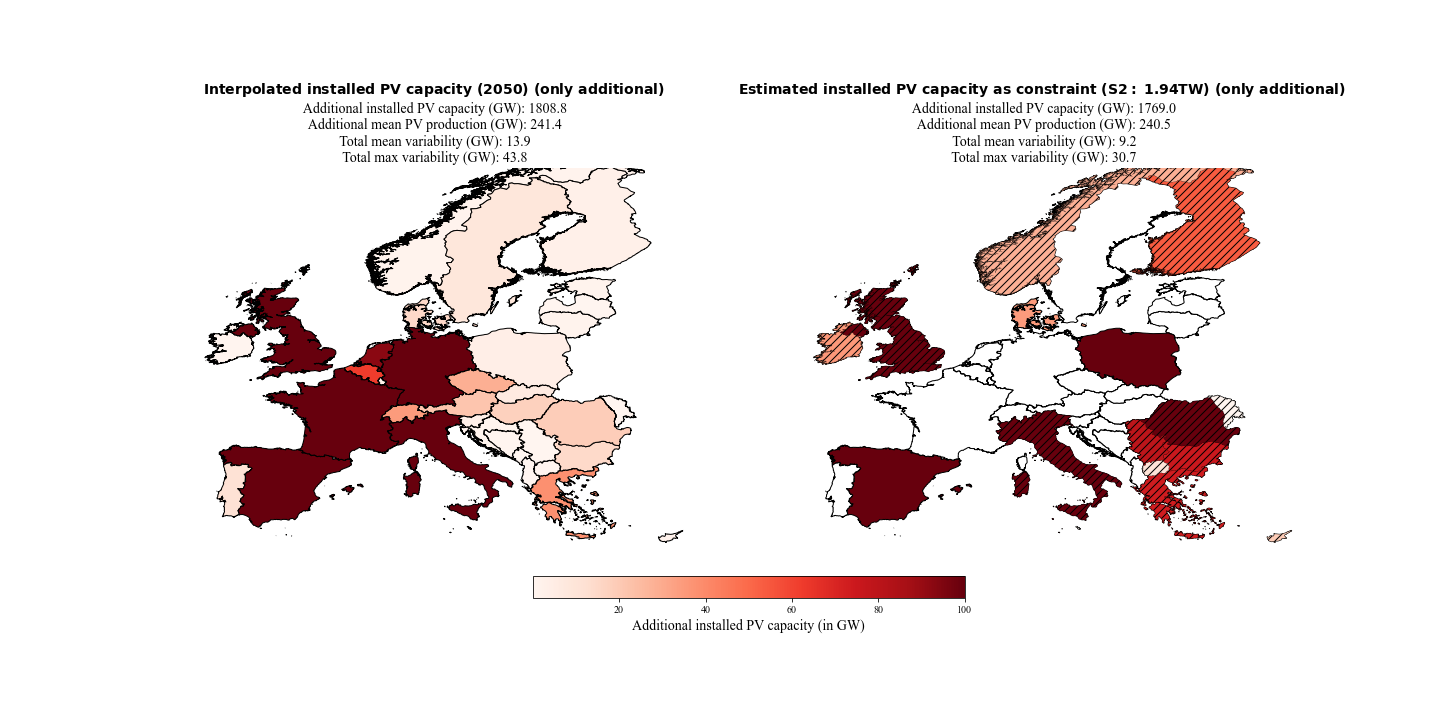 Interpolated installed PV capacity (2050) (only additional)
Additional installed PV capacity (GW): 1808.8
Additional mean PV production (GW): 241.4
Total mean variability (GW): 13.9
Total max variability (GW): 43.8
Estimated installed PV capacity as constraint (S2 : 1.94TW) (only additional)
Additional installed PV capacity (GW): 1769.0
Additional mean PV production (GW): 240.5
Total mean variability (GW): 9.2
Total max variability (GW): 30.7
20 40 60 80 100
Additional installed PV capacity (in GW)